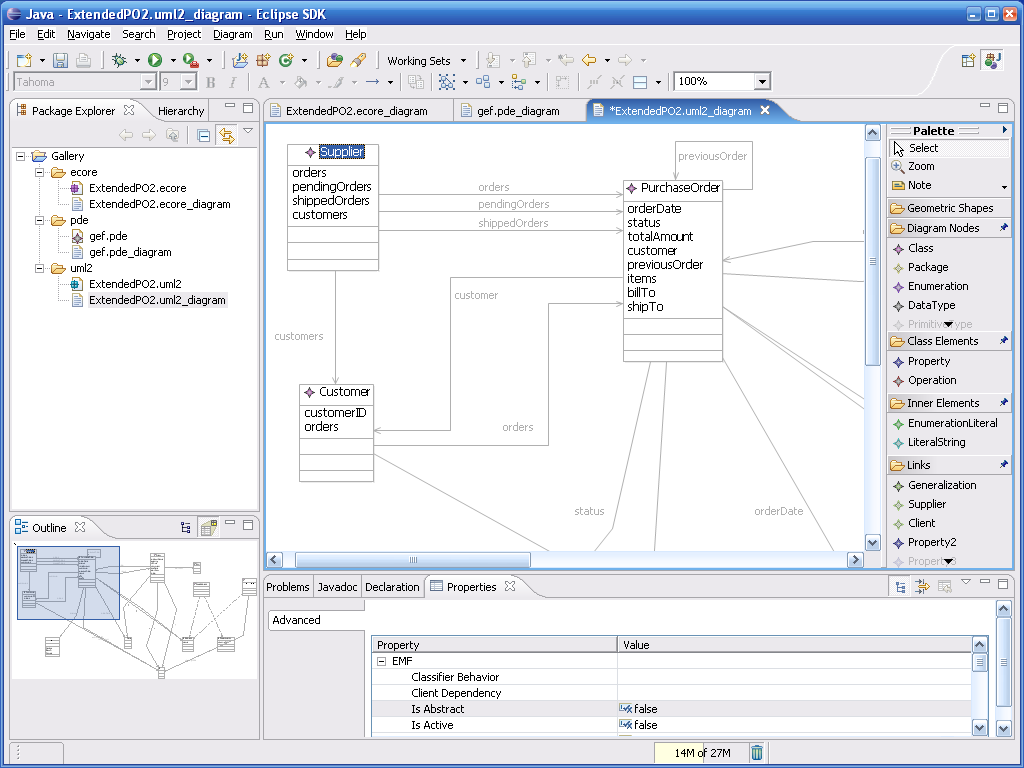 Java - ExtendedPO2.uml2_diagram - Eclipse SDK
File Edit Navigate Search Project Diagram Run Window Help
Working Sets
Tahoma 9 B I A 100%
Package Explorer Hierarchy
Gallery
ecore
ExtendedPO2.ecore
ExtendedPO2.ecore_diagram
pde
gef.pde
gef.pde_diagram
uml2
ExtendedPO2.uml2
ExtendedPO2.uml2_diagram
Outline
ExtendedPO2.ecore_diagram gef.pde_diagram *ExtendedPO2.uml2_diagram
Supplier
orders
pendingOrders
shippedOrders
customers
orders
pendingOrders
shippedOrders
previousOrder
PurchaseOrder
orderDate
status
totalAmount
customer
previousOrder
items
billTo
shipTo
customer
customers
Customer
customerID
orders
orders
status
orderDate
Palette
Select
Zoom
Note
Geometric Shapes
Diagram Nodes
Class
Package
Enumeration
DataType
Class Elements
Property
Operation
Inner Elements
EnumerationLiteral
LiteralString
Links
Generalization
Supplier
Client
Property2
Problems Javadoc Declaration Properties
Advanced
Property Value
EMF
Classifier Behavior
Client Dependency
Is Abstract false
Is Active false
14M of 27M